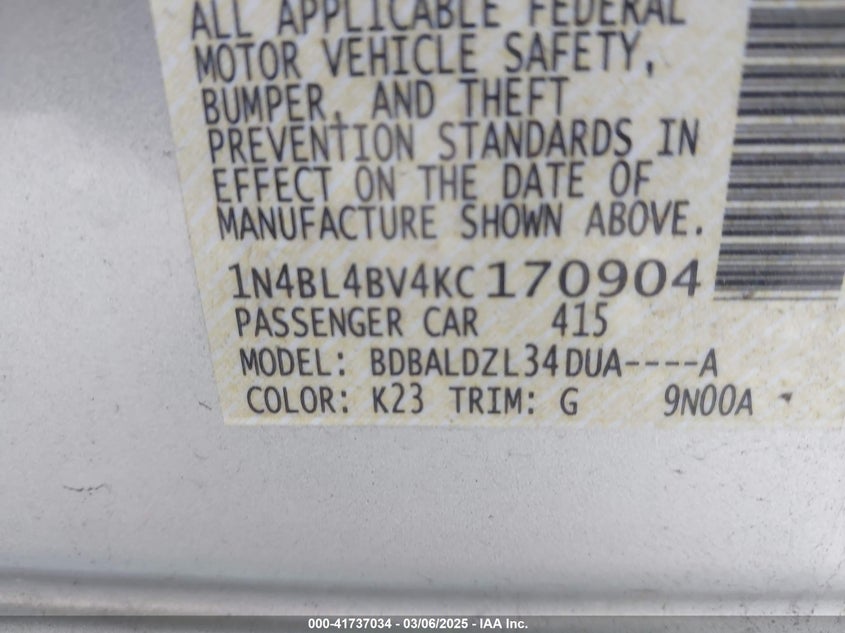 ALL APPLICABLE FEDERAL
MOTOR VEHICLE SAFETY,
BUMPER, AND THEFT
PREVENTION STANDARDS IN
EFFECT ON THE DATE OF
MANUFACTURE SHOWN ABOVE.
1N4BL4BV4KC170904
PASSENGER CAR 415
MODEL: BDBALDZL34DUA----A
COLOR: K23 TRIM: G 9N00A
000-41737034 - 03/06/2025 - IAA Inc.